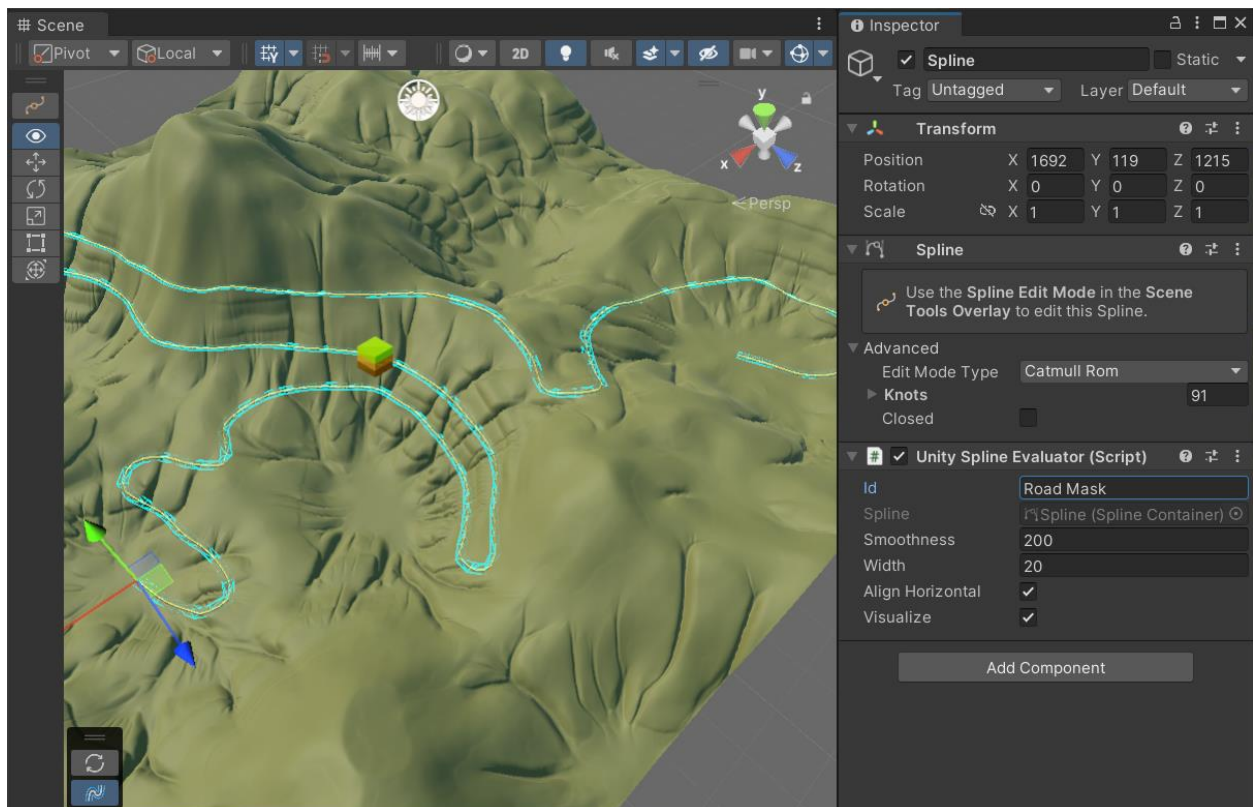 Scene
Pivot
Local
2D
y
x
z
Persp
Inspector
Spline
Static
Tag Untagged Layer Default
Transform
Position X 1692 Y 119 Z 1215
Rotation X 0 Y 0 Z 0
Scale X 1 Y 1 Z 1
Spline
Use the Spline Edit Mode in the Scene
Tools Overlay to edit this Spline.
Advanced
Edit Mode Type Catmull Rom
Knots 91
Closed
# Unity Spline Evaluator (Script)
Id Road Mask
Spline Spline (Spline Container)
Smoothness 200
Width 20
Align Horizontal
Visualize
Add Component